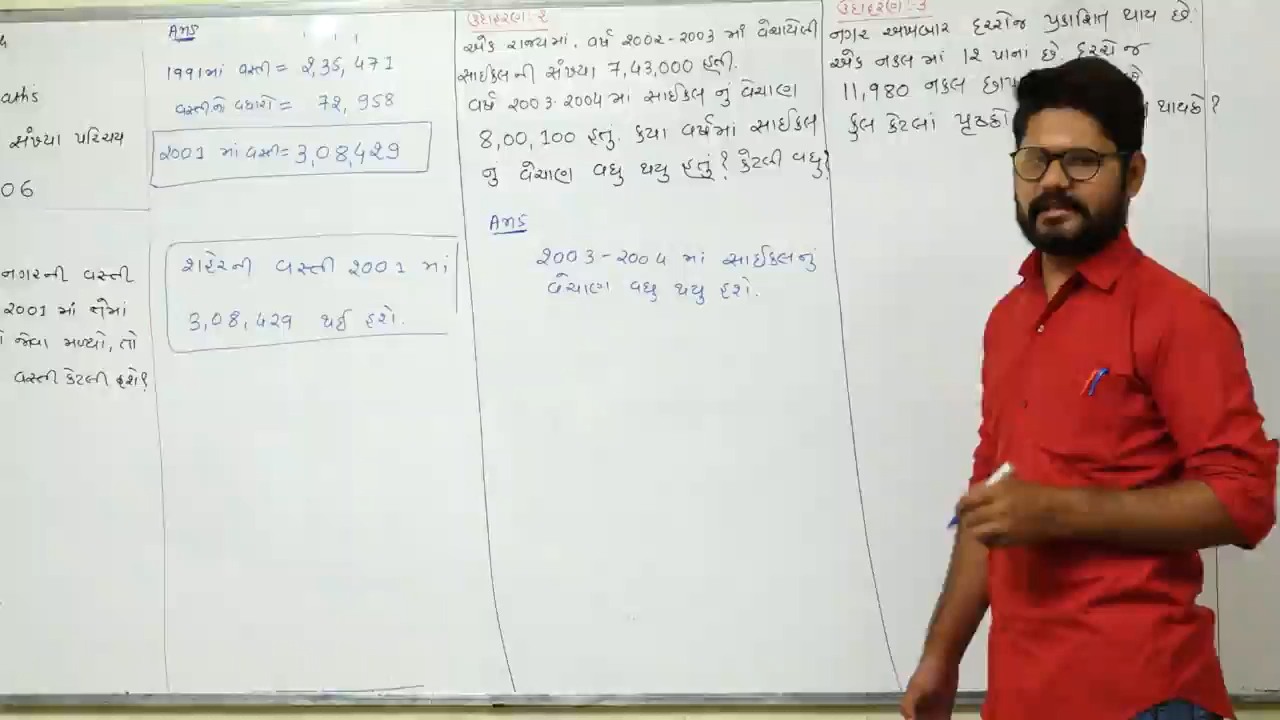 સંખ્યા પરિચય
06
નગરની વસ્તી
2001 માં તેમાં
જેવા મળ્યો, તો
વસ્તી કેટલી હશે?
Ans
1991માં વસ્તી = 2,35,471
વસ્તીનો વધારો = 72,958
2001 માં વસ્તી = 3,08,429
શહેરની વસ્તી 2001 માં
3,08,429 થઈ હશે.
ઉદાહરણ: 2
એક રાજ્યમાં, વર્ષ 2002-2003 માં વેચાયેલી
સાઈકલની સંખ્યા 7,43,000 હતી.
વર્ષ 2003-2004 માં સાઈકલ નું વેચાણ
8,00,100 હતું. કયા વર્ષમાં સાઈકલ
નું વેચાણ વધુ થયુ હતું? કેટલી વધુ?
Ans
2003-2004 માં સાઈકલનું
વેચાણ વધુ થયુ હશે.
ઉદાહરણ: 3
નગર અખબાર દરરોજ પ્રકાશિત થાય છે.
એક નકલ માં 12 પાના છે. દરરોજ
11,980 નકલ
કુલ કેટલાં